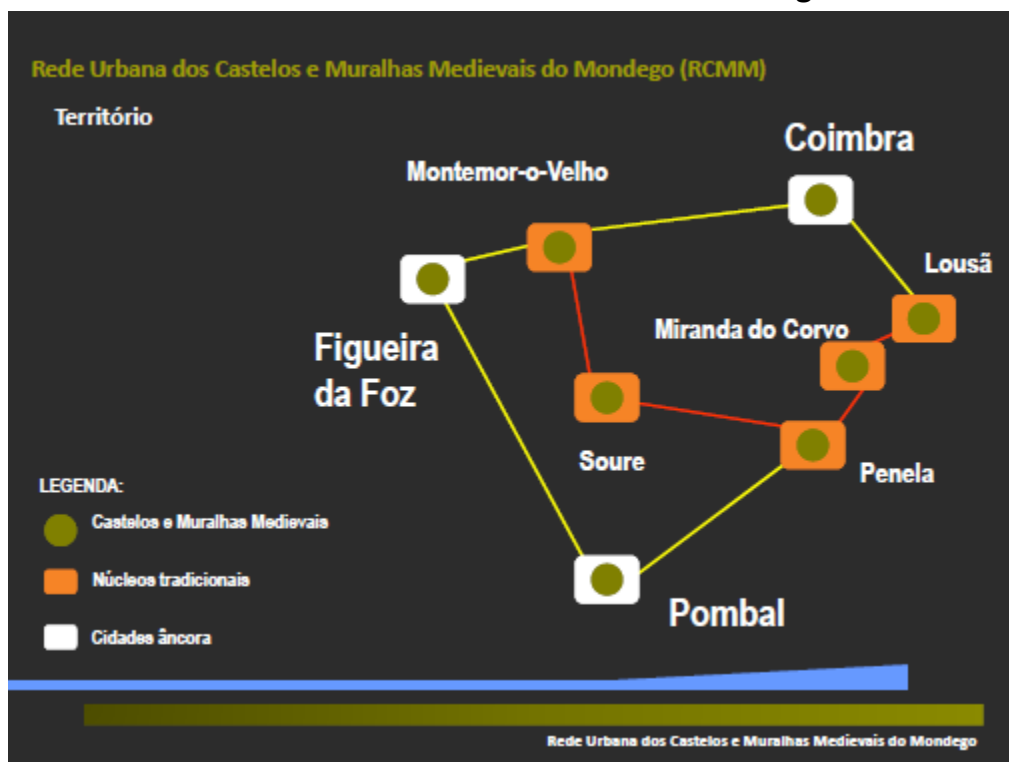 Rede Urbana dos Castelos e Muralhas Medievais do Mondego (RCMM)
Território
Coimbra
Montemor-o-Velho
Lousã
Miranda do Corvo
Figueira
da Foz
Soure
Penela
LEGENDA:
Castelos e Muralhas Medievais
Núcleos tradicionais
Pombal
Cidades âncora
Rede Urbana dos Castelos e Muralhas Medievais do Mondego